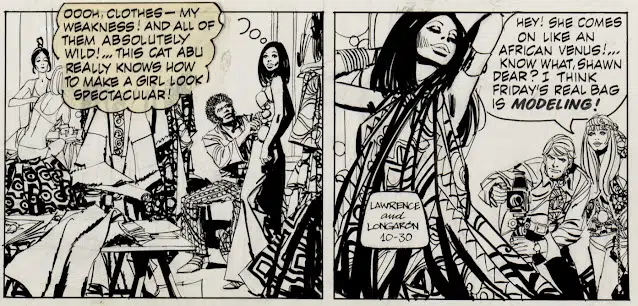 OOOH, CLOTHES — MY
WEAKNESS! AND ALL OF
THEM ABSOLUTELY
WILD!... THIS CAT ABU
REALLY KNOWS HOW
TO MAKE A GIRL LOOK
SPECTACULAR!
HEY! SHE COMES
ON LIKE AN
AFRICAN VENUS!...
KNOW WHAT, SHAWN
DEAR? I THINK
FRIDAY'S REAL BAG
IS MODELING!
LAWRENCE
and
LONGARÓN
10-30